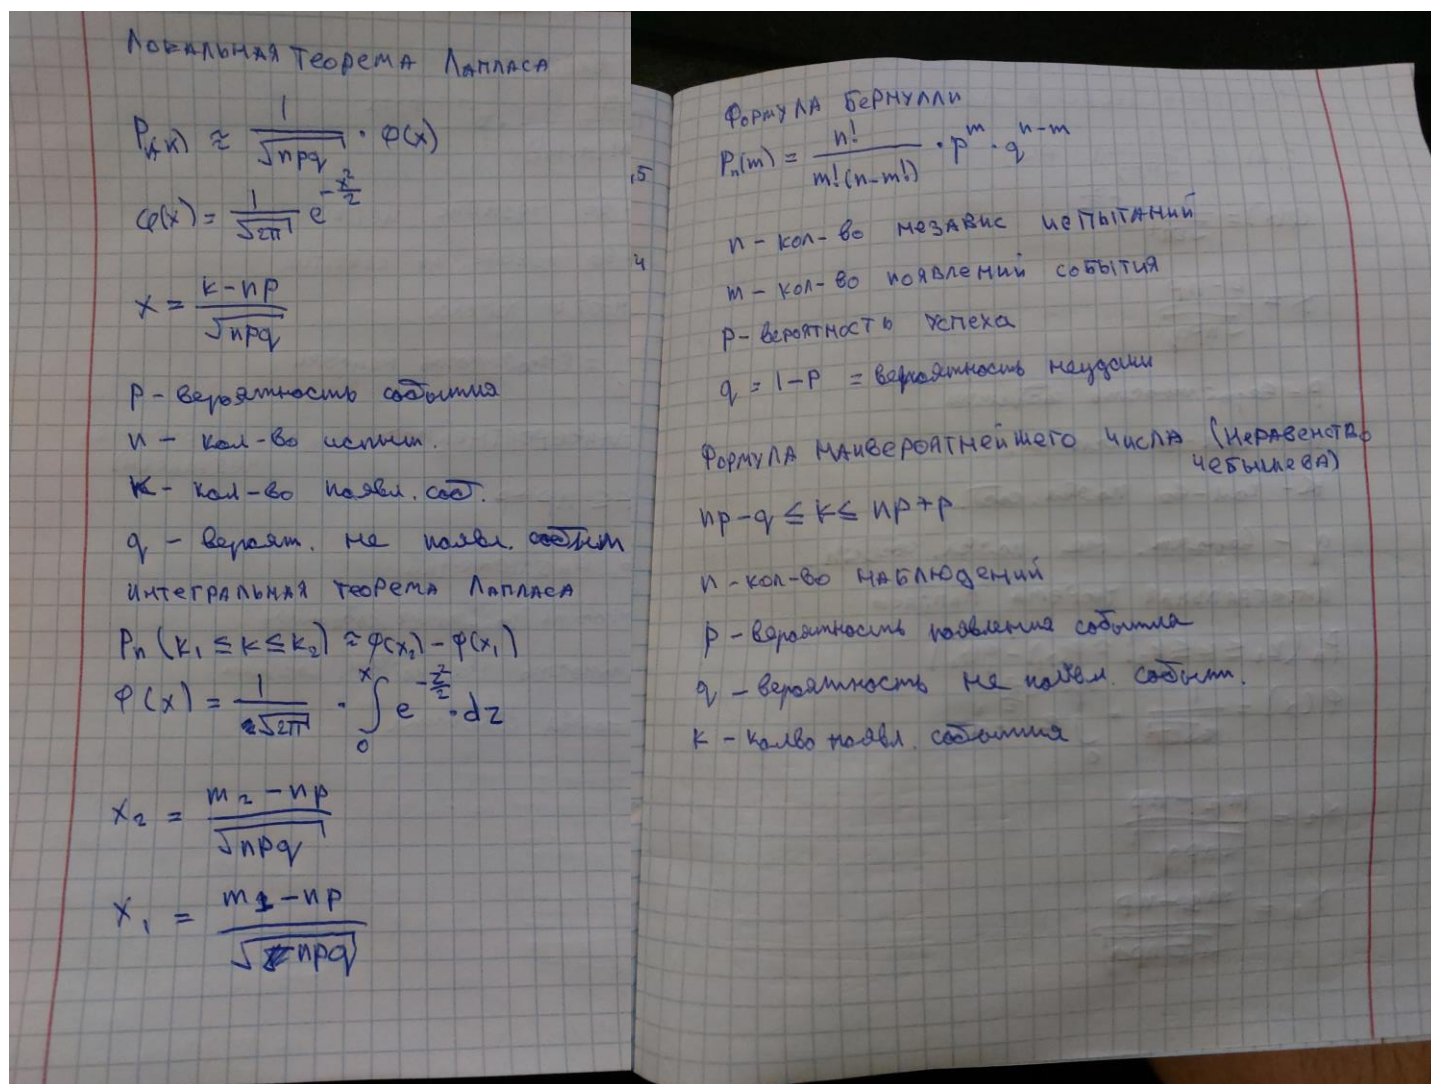 Локальная теорема Лапласа
P(n,k) ≈ 1/√npq · φ(x)
φ(x) = 1/√2π e^(-x²/2)
x = (k-np)/√npq
p - вероятность события
n - кол-во испыт.
k - кол-во появл. соб.
q - вероят. не появл. событ
Интегральная теорема Лапласа
Pn (k₁ ≤ k ≤ k₂) ≈ φ(x₂) - φ(x₁)
φ(x) = 1/√2π · ∫₀ˣ e^(-z²/2) · dz
x₂ = (m₂ - np)/√npq
x₁ = (m₁ - np)/√npq
,5
4
Формула Бернулли
Pn(m) = n!/(m!(n-m!)) · p^m · q^(n-m)
n - кол-во независ испытаний
m - кол-во появлений события
p - вероятность успеха
q = 1-p = вероятность неудачи
Формула наивероятнейшего числа (неравенство
Чебышева)
np - q ≤ k ≤ np + p
n - кол-во наблюдений
p - вероятность появления события
q - вероятность не появл. событ.
k - колво появл. события